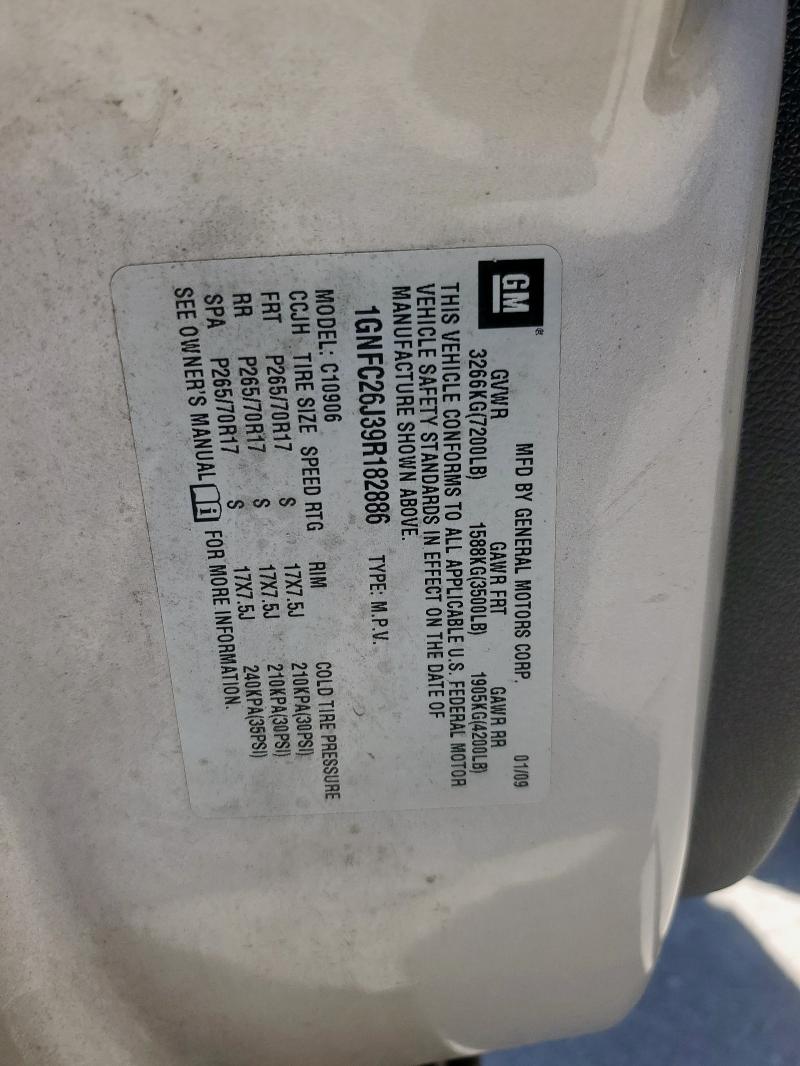 GM®
MFD BY GENERAL MOTORS CORP. 01/09
GVWR GAWR FRT GAWR RR
3266KG(7200LB) 1588KG(3500LB) 1905KG(4200LB)
THIS VEHICLE CONFORMS TO ALL APPLICABLE U.S. FEDERAL MOTOR
VEHICLE SAFETY STANDARDS IN EFFECT ON THE DATE OF
MANUFACTURE SHOWN ABOVE.
1GNFC26J39R182886 TYPE: M.P.V.
MODEL: C10906
CCJH TIRE SIZE SPEED RTG RIM COLD TIRE PRESSURE
FRT P265/70R17 S 17X7.5J 210KPA(30PSI)
RR P265/70R17 S 17X7.5J 210KPA(30PSI)
SPA P265/70R17 S 17X7.5J 240KPA(35PSI)
SEE OWNER'S MANUAL FOR MORE INFORMATION.